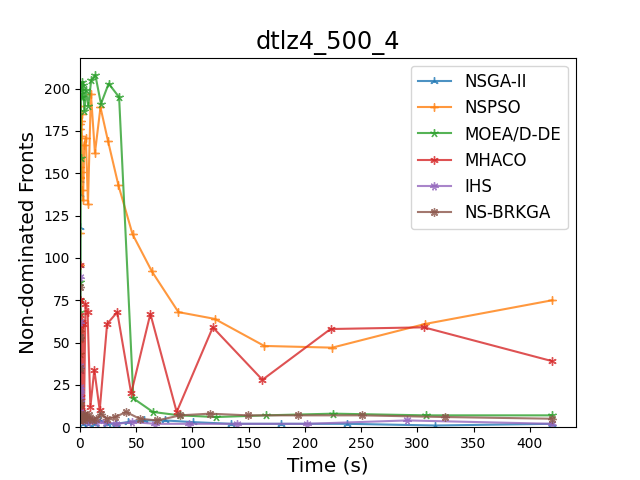 dtlz4_500_4
Non-dominated Fronts
200
175
150
125
100
75
50
25
0
0 50 100 150 200 250 300 350 400
Time (s)
NSGA-II
NSPSO
MOEA/D-DE
MHACO
IHS
NS-BRKGA